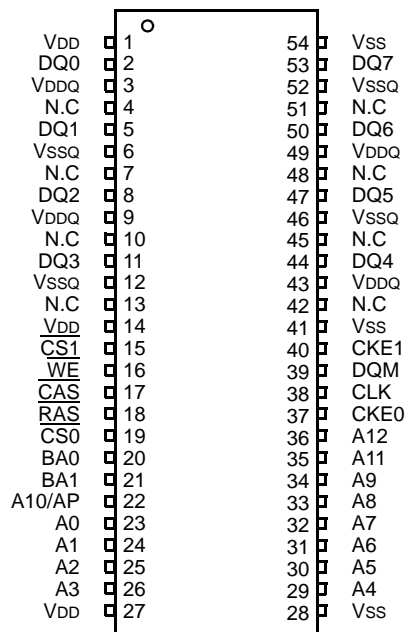 VDD 1 54 VSS
DQ0 2 53 DQ7
VDDQ 3 52 VSSQ
N.C 4 51 N.C
DQ1 5 50 DQ6
VSSQ 6 49 VDDQ
N.C 7 48 N.C
DQ2 8 47 DQ5
VDDQ 9 46 VSSQ
N.C 10 45 N.C
DQ3 11 44 DQ4
VSSQ 12 43 VDDQ
N.C 13 42 N.C
VDD 14 41 VSS
CS1 15 40 CKE1
WE 16 39 DQM
CAS 17 38 CLK
RAS 18 37 CKE0
CS0 19 36 A12
BA0 20 35 A11
BA1 21 34 A9
A10/AP 22 33 A8
A0 23 32 A7
A1 24 31 A6
A2 25 30 A5
A3 26 29 A4
VDD 27 28 VSS